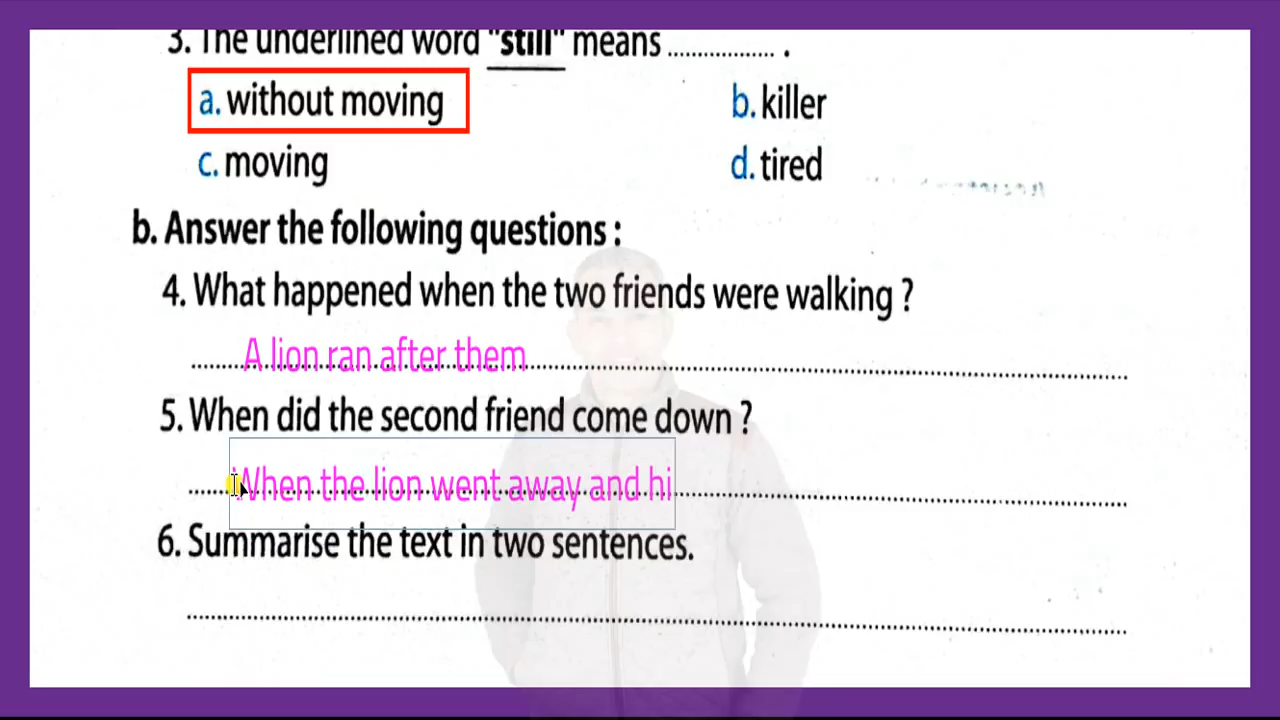 3. The underlined word "still" means .................. .
a. without moving
b. killer
c. moving
d. tired
b. Answer the following questions :
4. What happened when the two friends were walking ?
A lion ran after them
5. When did the second friend come down ?
When the lion went away and hi
6. Summarise the text in two sentences.